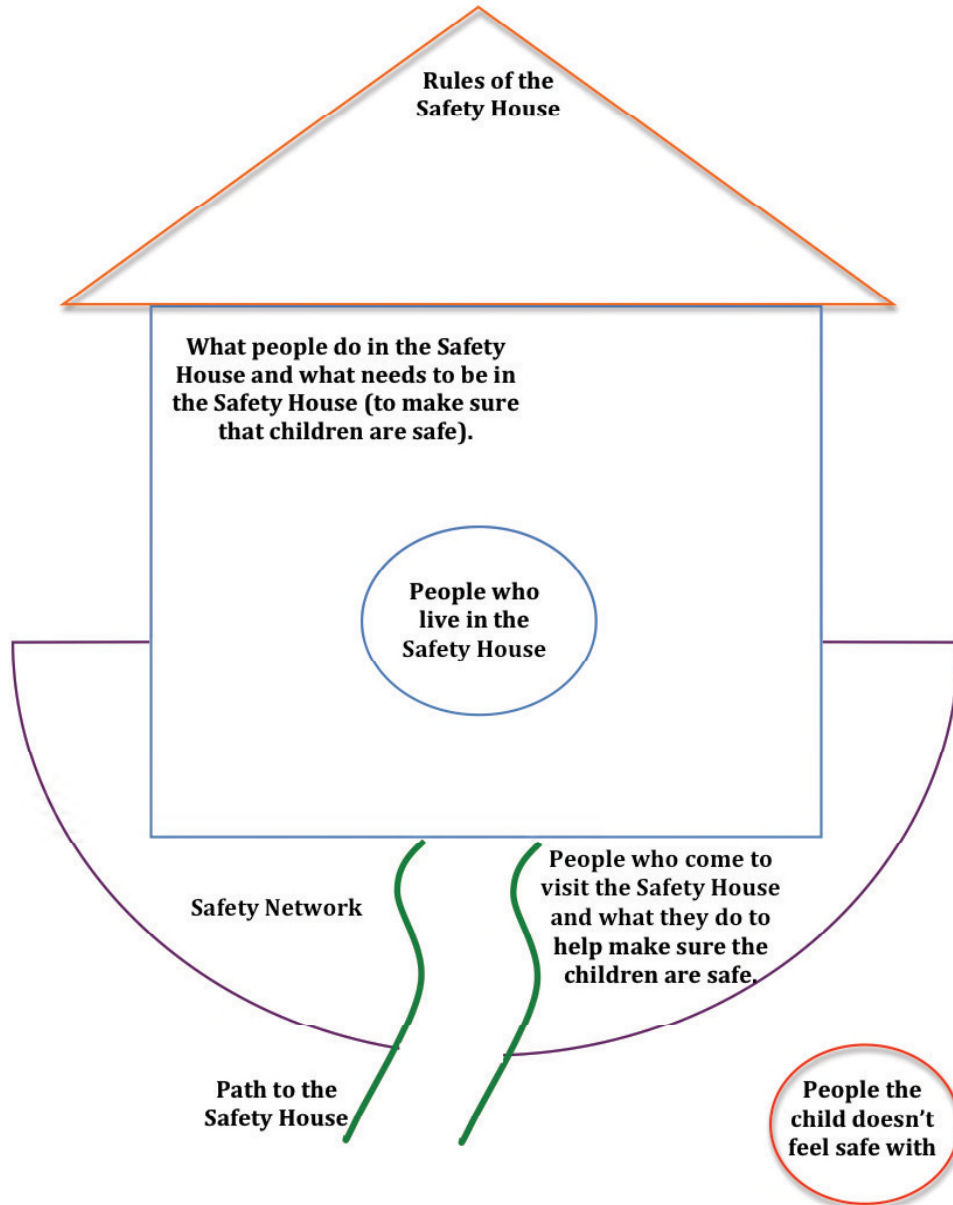 Rules of the
Safety House
What people do in the Safety
House and what needs to be in
the Safety House (to make sure
that children are safe).
People who
live in the
Safety House
Safety Network
People who come to
visit the Safety House
and what they do to
help make sure the
children are safe.
Path to the
Safety House
People the
child doesn’t
feel safe with